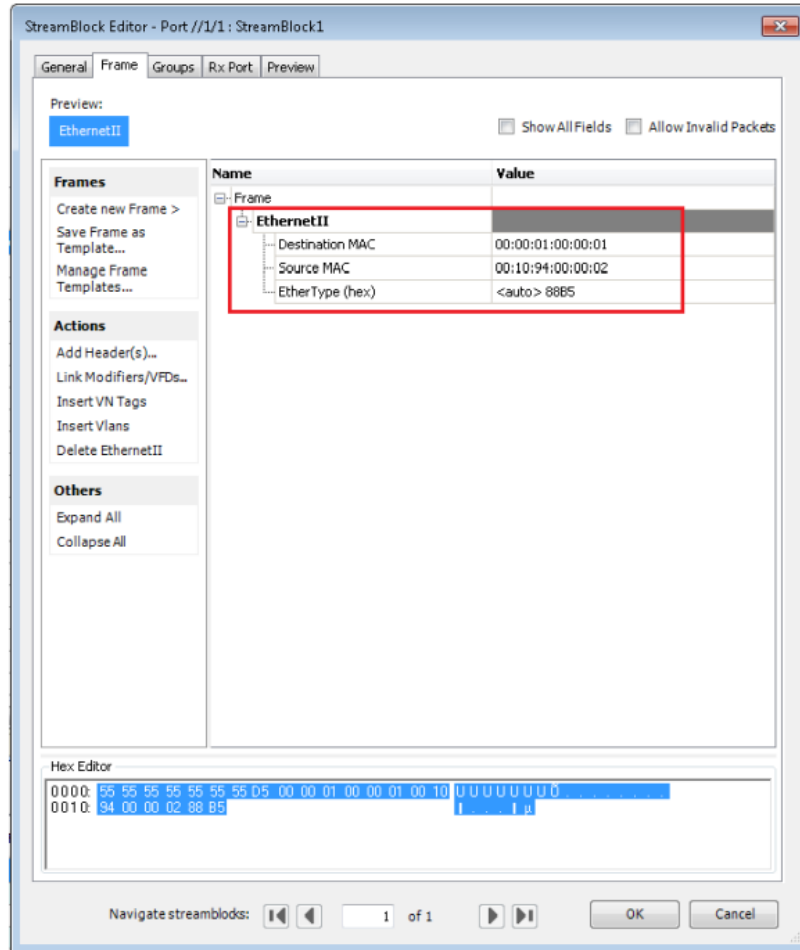 StreamBlock Editor - Port //1/1 : StreamBlock1
General Frame Groups Rx Port Preview
Preview:
EthernetII
Show All Fields Allow Invalid Packets
Frames
Create new Frame >
Save Frame as
Template...
Manage Frame
Templates...
Actions
Add Header(s)...
Link Modifiers/VFDs...
Insert VN Tags
Insert Vlans
Delete EthernetII
Others
Expand All
Collapse All
Name Value
Frame
EthernetII
Destination MAC 00:00:01:00:00:01
Source MAC 00:10:94:00:00:02
EtherType (hex) <auto> 88B5
Hex Editor
0000: 55 55 55 55 55 55 55 D5 00 00 01 00 00 01 00 10 U U U U U U U Õ . . . . . . . .
0010: 94 00 00 02 88 B5 . . . µ
Navigate streamblocks: 1 of 1 OK Cancel